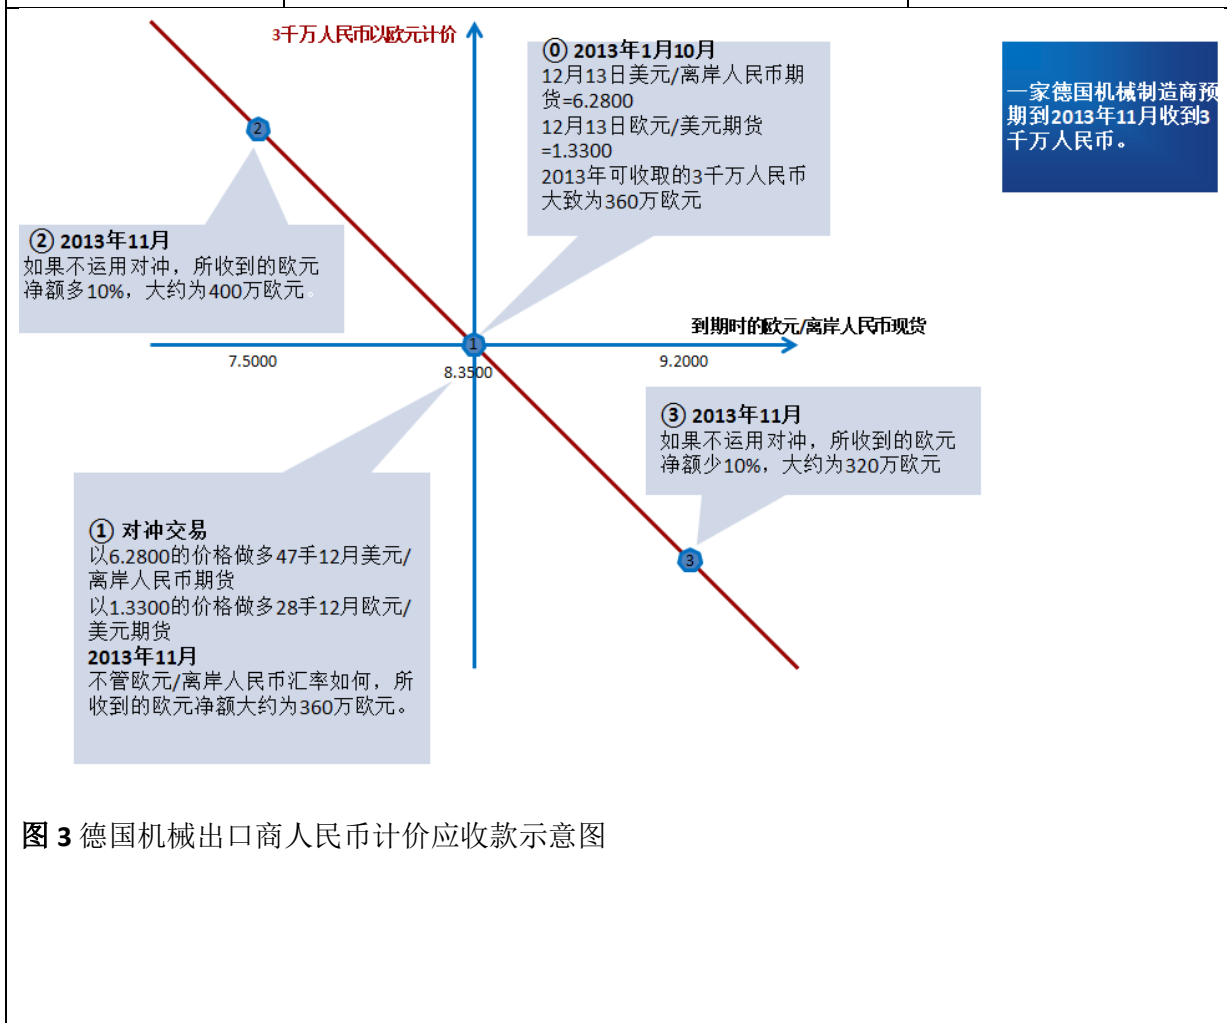 3千万人民币以欧元计价
⓪ 2013年1月10月
12月13日美元/离岸人民币期
货=6.2800
12月13日欧元/美元期货
=1.3300
2013年可收取的3千万人民币
大致为360万欧元
一家德国机械制造商预
期到2013年11月收到3
千万人民币。
2
② 2013年11月
如果不运用对冲，所收到的欧元
净额多10%，大约为400万欧元。
到期时的欧元/离岸人民币现货
1
7.5000
8.3500
9.2000
③ 2013年11月
如果不运用对冲，所收到的欧元
净额少10%，大约为320万欧元
① 对冲交易
以6.2800的价格做多47手12月美元/
离岸人民币期货
以1.3300的价格做多28手12月欧元/
美元期货
2013年11月
不管欧元/离岸人民币汇率如何，所
收到的欧元净额大约为360万欧元。
3
图 3 德国机械出口商人民币计价应收款示意图